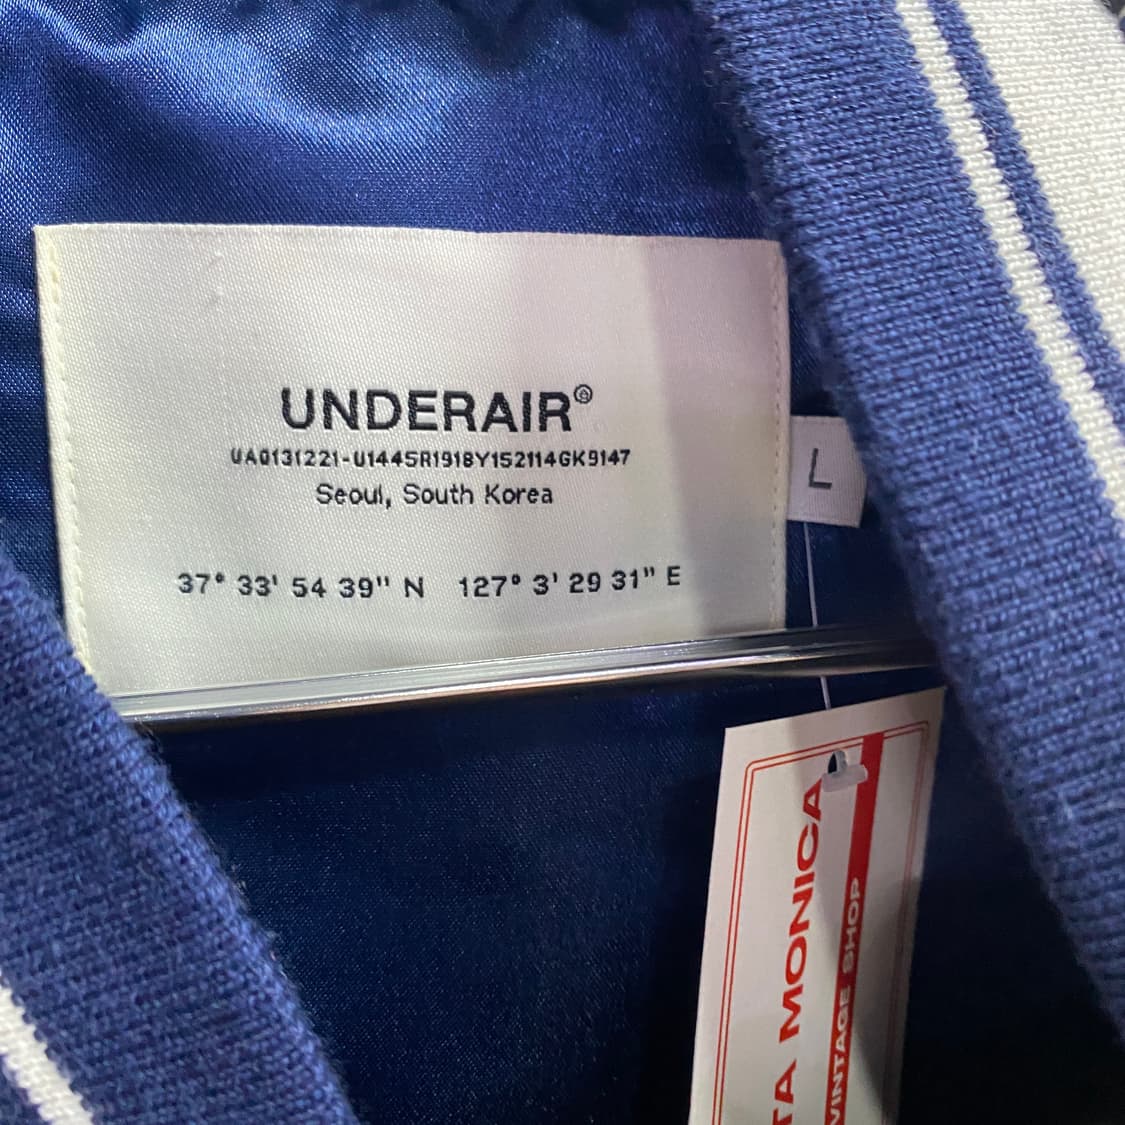 UNDERAIR®
UA0131221-U1445R1918Y152114GK9147
Seoul, South Korea
37° 33' 54 39" N 127° 3' 29 31" E
L
TA MONICA
VINTAGE SHOP